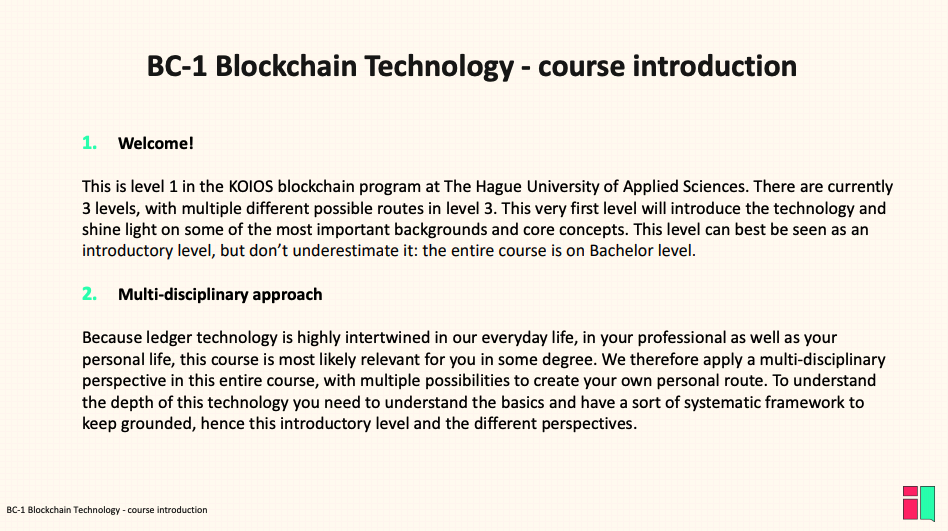 BC-1 Blockchain Technology - course introduction
1. Welcome!
This is level 1 in the KOIOS blockchain program at The Hague University of Applied Sciences. There are currently
3 levels, with multiple different possible routes in level 3. This very first level will introduce the technology and
shine light on some of the most important backgrounds and core concepts. This level can best be seen as an
introductory level, but don’t underestimate it: the entire course is on Bachelor level.
2. Multi-disciplinary approach
Because ledger technology is highly intertwined in our everyday life, in your professional as well as your
personal life, this course is most likely relevant for you in some degree. We therefore apply a multi-disciplinary
perspective in this entire course, with multiple possibilities to create your own personal route. To understand
the depth of this technology you need to understand the basics and have a sort of systematic framework to
keep grounded, hence this introductory level and the different perspectives.
BC-1 Blockchain Technology - course introduction